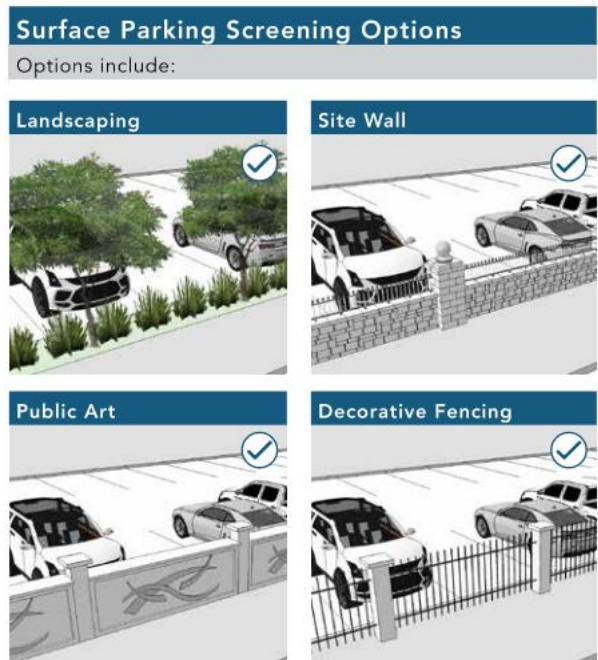 Surface Parking Screening Options
Options include:
Landscaping
Site Wall
Public Art
Decorative Fencing